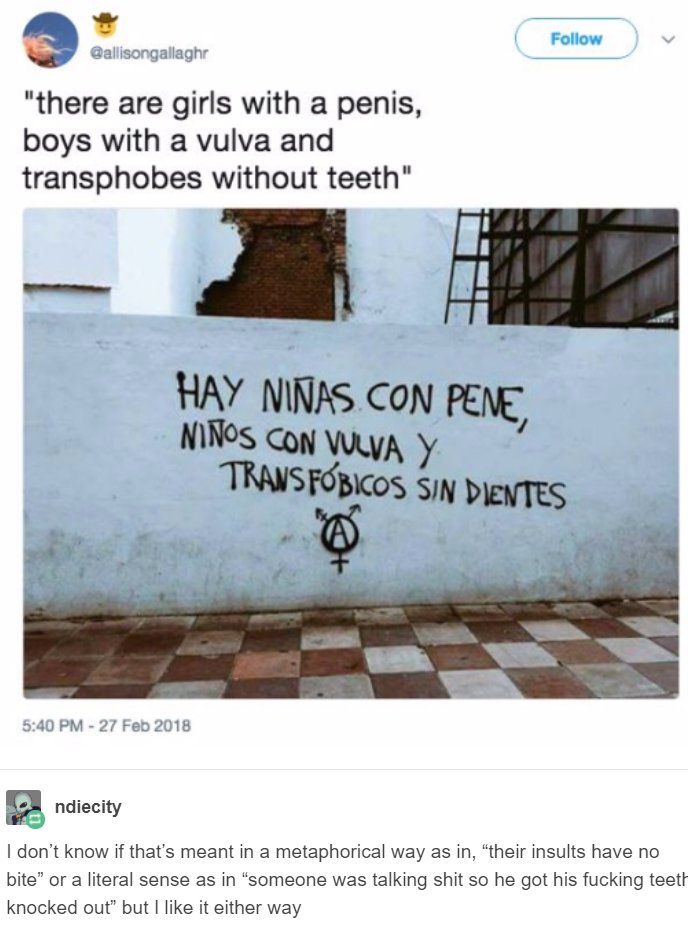 @allisongallaghr
Follow
"there are girls with a penis,
boys with a vulva and
transphobes without teeth"
HAY NIÑAS CON PENE,
NIÑOS CON VULVA Y
TRANSFÓBICOS SIN DIENTES
A
5:40 PM - 27 Feb 2018
ndiecity
I don't know if that's meant in a metaphorical way as in, “their insults have no
bite” or a literal sense as in “someone was talking shit so he got his fucking teeth
knocked out” but I like it either way